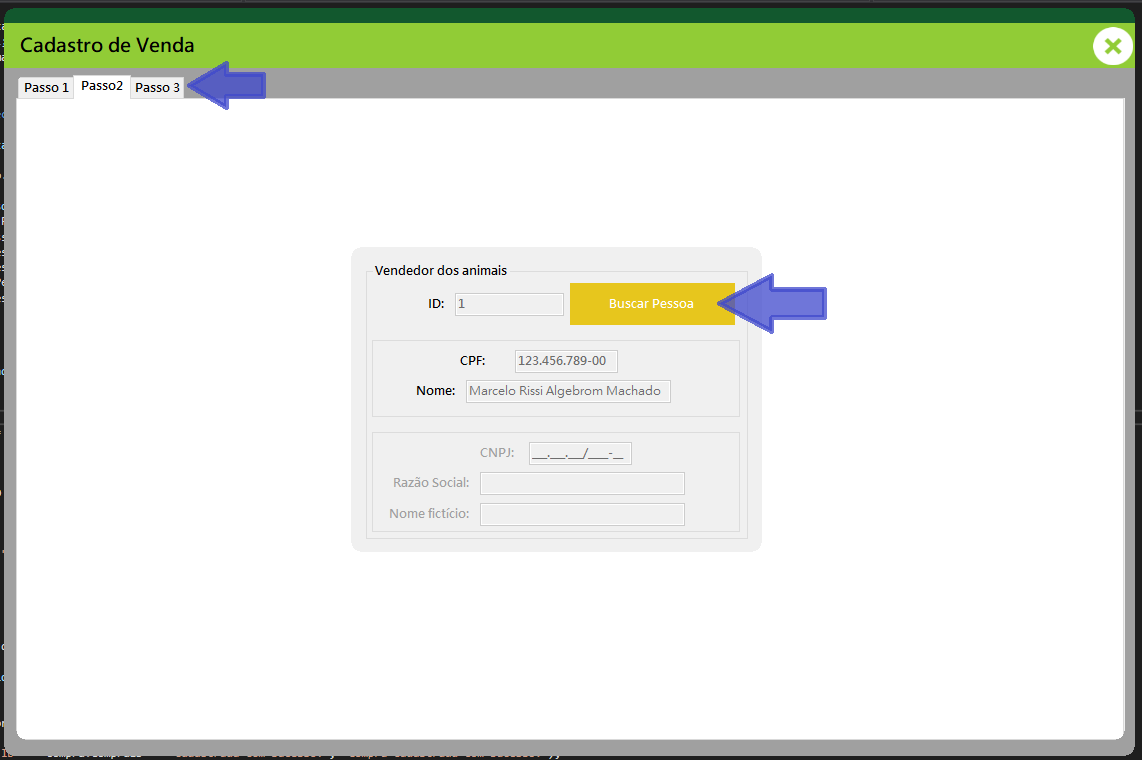 Cadastro de Venda
Passo 1 Passo2 Passo 3
Vendedor dos animais
ID: 1 Buscar Pessoa
CPF: 123.456.789-00
Nome: Marcelo Rissi Algebrom Machado
CNPJ: __.__.__/___-__
Razão Social:
Nome fictício: